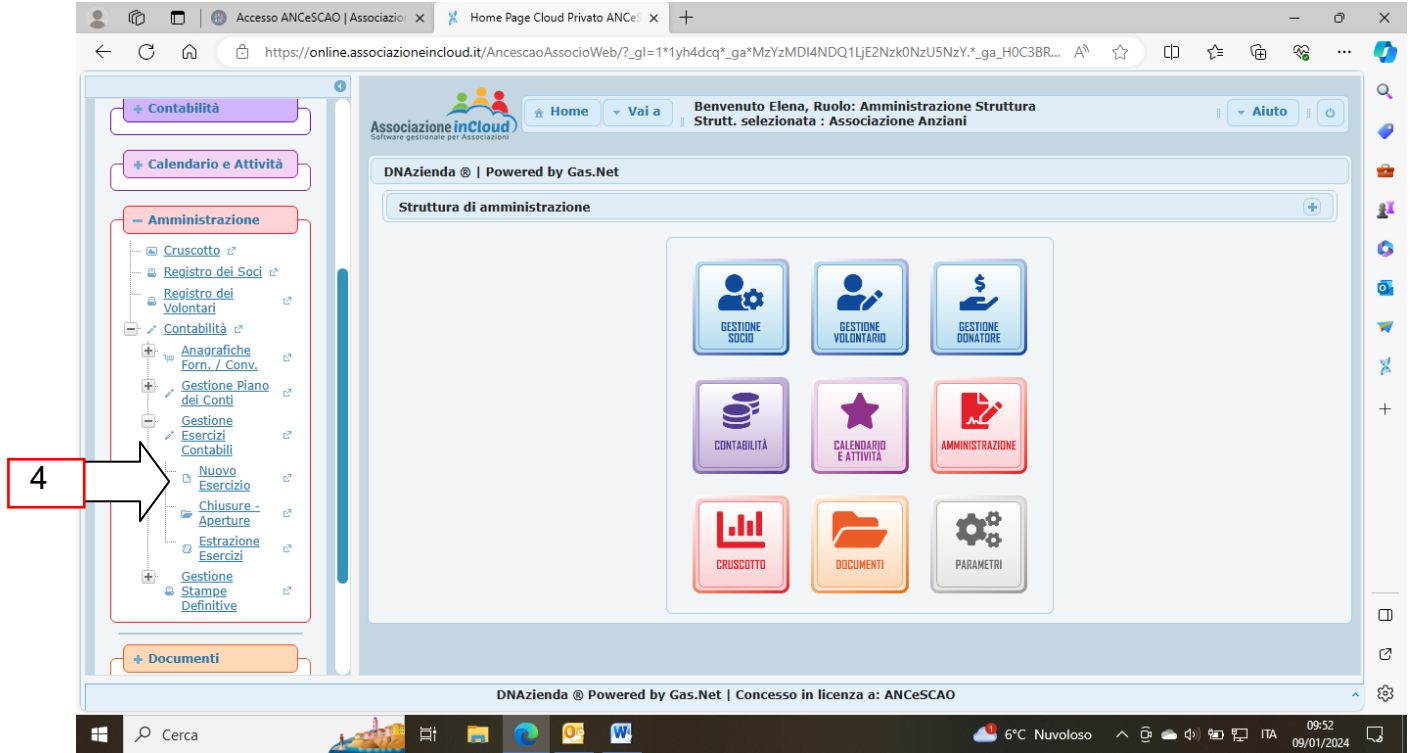 Accesso ANCeSCAO | Associazion
Home Page Cloud Privato ANCeS
https://online.associazioneincloud.it/AncescaoAssocioWeb/?_gl=1*1yh4dcq*_ga*MzYzMDI4NDQ1LjE2Nzk0NzU5NzY.*_ga_H0C3BR...
+ Contabilità
+ Calendario e Attività
− Amministrazione
Cruscotto
Registro dei Soci
Registro dei
Volontari
Contabilità
Anagrafiche
Forn. / Conv.
Gestione Piano
dei Conti
Gestione
Esercizi
Contabili
Nuovo
Esercizio
Chiusure -
Aperture
Estrazione
Esercizi
Gestione
Stampe
Definitive
+ Documenti
4
Associazione inCloud
Software gestionale per Associazioni
Home
Vai a
Benvenuto Elena, Ruolo: Amministrazione Struttura
Strutt. selezionata : Associazione Anziani
Aiuto
DNAzienda ® | Powered by Gas.Net
Struttura di amministrazione
GESTIONE
SOCIO
GESTIONE
VOLONTARIO
GESTIONE
DONATORE
CONTABILITÀ
CALENDARIO
E ATTIVITÀ
AMMINISTRAZIONE
CRUSCOTTO
DOCUMENTI
PARAMETRI
DNAzienda ® Powered by Gas.Net | Concesso in licenza a: ANCeSCAO
Cerca
6°C Nuvoloso
ITA
09:52
09/01/2024